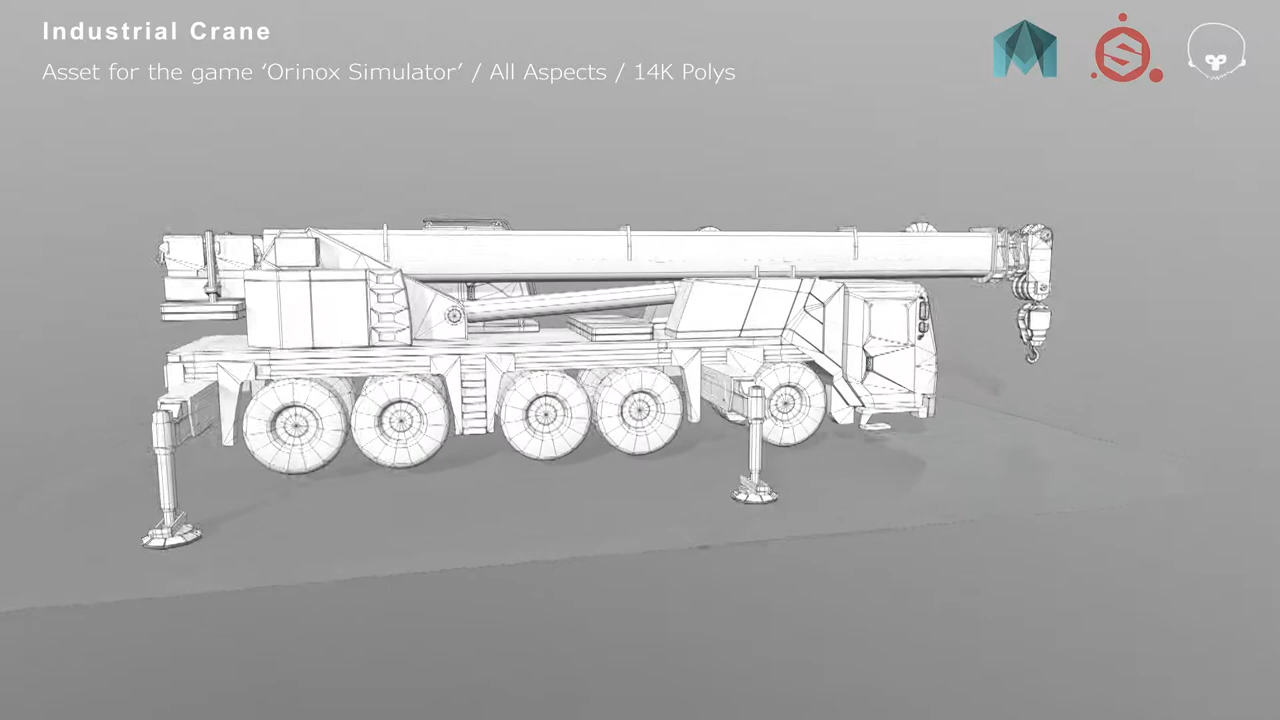 Industrial Crane
Asset for the game ‘Orinox Simulator’ / All Aspects / 14K Polys